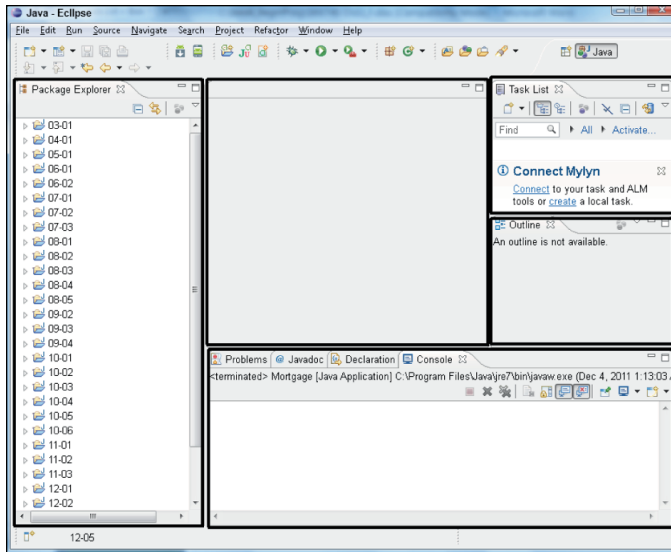 Java - Eclipse
File Edit Run Source Navigate Search Project Refactor Window Help
Java
Package Explorer
03-01
04-01
05-01
06-01
06-02
07-01
07-02
07-03
08-01
08-02
08-03
08-04
08-05
09-02
09-03
09-04
10-01
10-02
10-03
10-04
10-05
10-06
11-01
11-02
11-03
12-01
12-02
Task List
Find All Activate...
Connect Mylyn
Connect to your task and ALM
tools or create a local task.
Outline
An outline is not available.
Problems @ Javadoc Declaration Console
<terminated> Mortgage [Java Application] C:\Program Files\Java\jre7\bin\javaw.exe (Dec 4, 2011 1:13:03
12-05